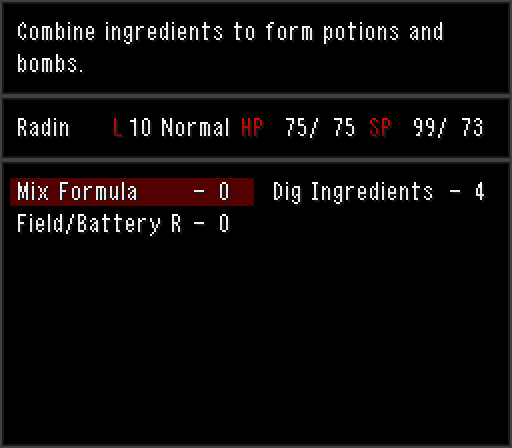 Combine ingredients to form potions and
bombs.
Radin L 10 Normal HP 75/ 75 SP 99/ 73
Mix Formula - 0 Dig Ingredients - 4
Field/Battery R - 0